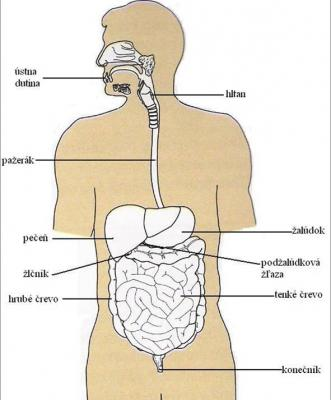 ústna
dutina
hltan
pažerák
pečeň
žalúdok
žlčník
podžalúdková
žľaza
hrubé črevo
tenké črevo
konečník